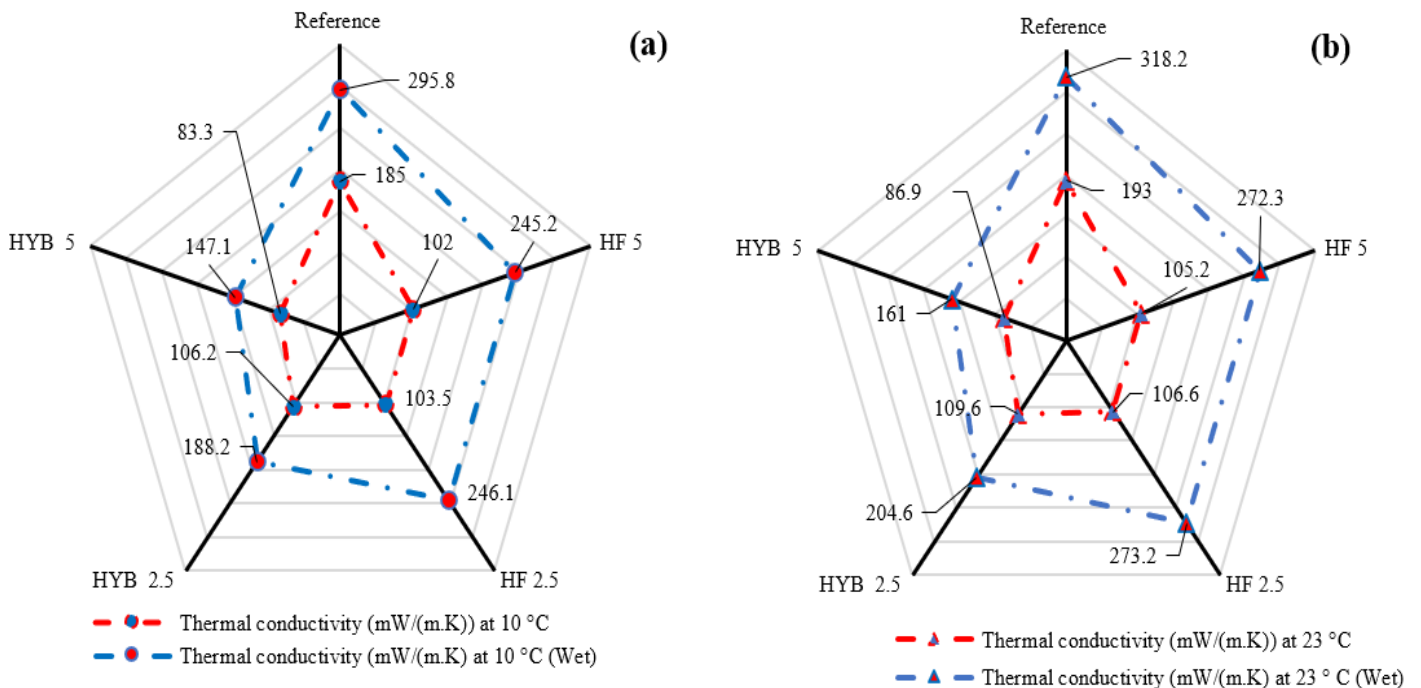 Reference
(a)
295.8
83.3
185
HYB 5
147.1
102
245.2
106.2
103.5
188.2
246.1
HYB 2.5
HF 2.5
Thermal conductivity (mW/(m.K)) at 10 °C
Thermal conductivity (mW/(m.K) at 10 °C (Wet)
Reference
(b)
318.2
86.9
193
272.3
HF 5
161
105.2
109.6
106.6
204.6
273.2
HYB 2.5
HF 2.5
HYB 5
HF 5
Thermal conductivity (mW/(m.K)) at 23 °C
Thermal conductivity (mW/(m.K) at 23 ° C (Wet)